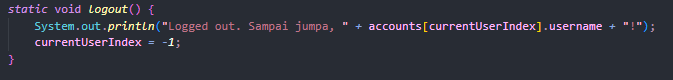 static void logout() {
    System.out.println("Logged out. Sampai jumpa, " + accounts[currentUserIndex].username + "!");
    currentUserIndex = -1;
}